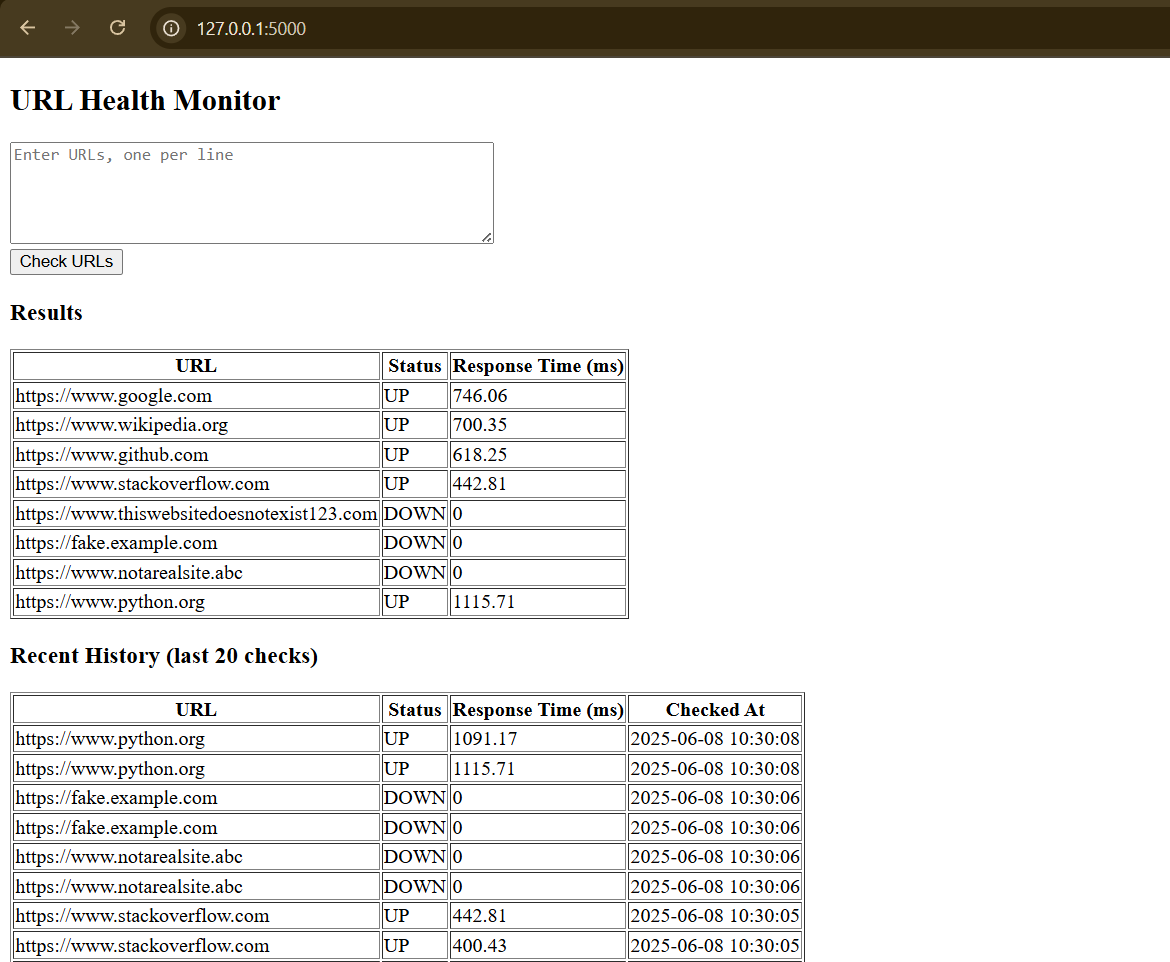 127.0.0.1:5000
URL Health Monitor
Enter URLs, one per line
Check URLs
Results
URL Status Response Time (ms)
https://www.google.com UP 746.06
https://www.wikipedia.org UP 700.35
https://www.github.com UP 618.25
https://www.stackoverflow.com UP 442.81
https://www.thiswebsitedoesnotexist123.com DOWN 0
https://fake.example.com DOWN 0
https://www.notarealsite.abc DOWN 0
https://www.python.org UP 1115.71
Recent History (last 20 checks)
URL Status Response Time (ms) Checked At
https://www.python.org UP 1091.17 2025-06-08 10:30:08
https://www.python.org UP 1115.71 2025-06-08 10:30:08
https://fake.example.com DOWN 0 2025-06-08 10:30:06
https://fake.example.com DOWN 0 2025-06-08 10:30:06
https://www.notarealsite.abc DOWN 0 2025-06-08 10:30:06
https://www.notarealsite.abc DOWN 0 2025-06-08 10:30:06
https://www.stackoverflow.com UP 442.81 2025-06-08 10:30:05
https://www.stackoverflow.com UP 400.43 2025-06-08 10:30:05